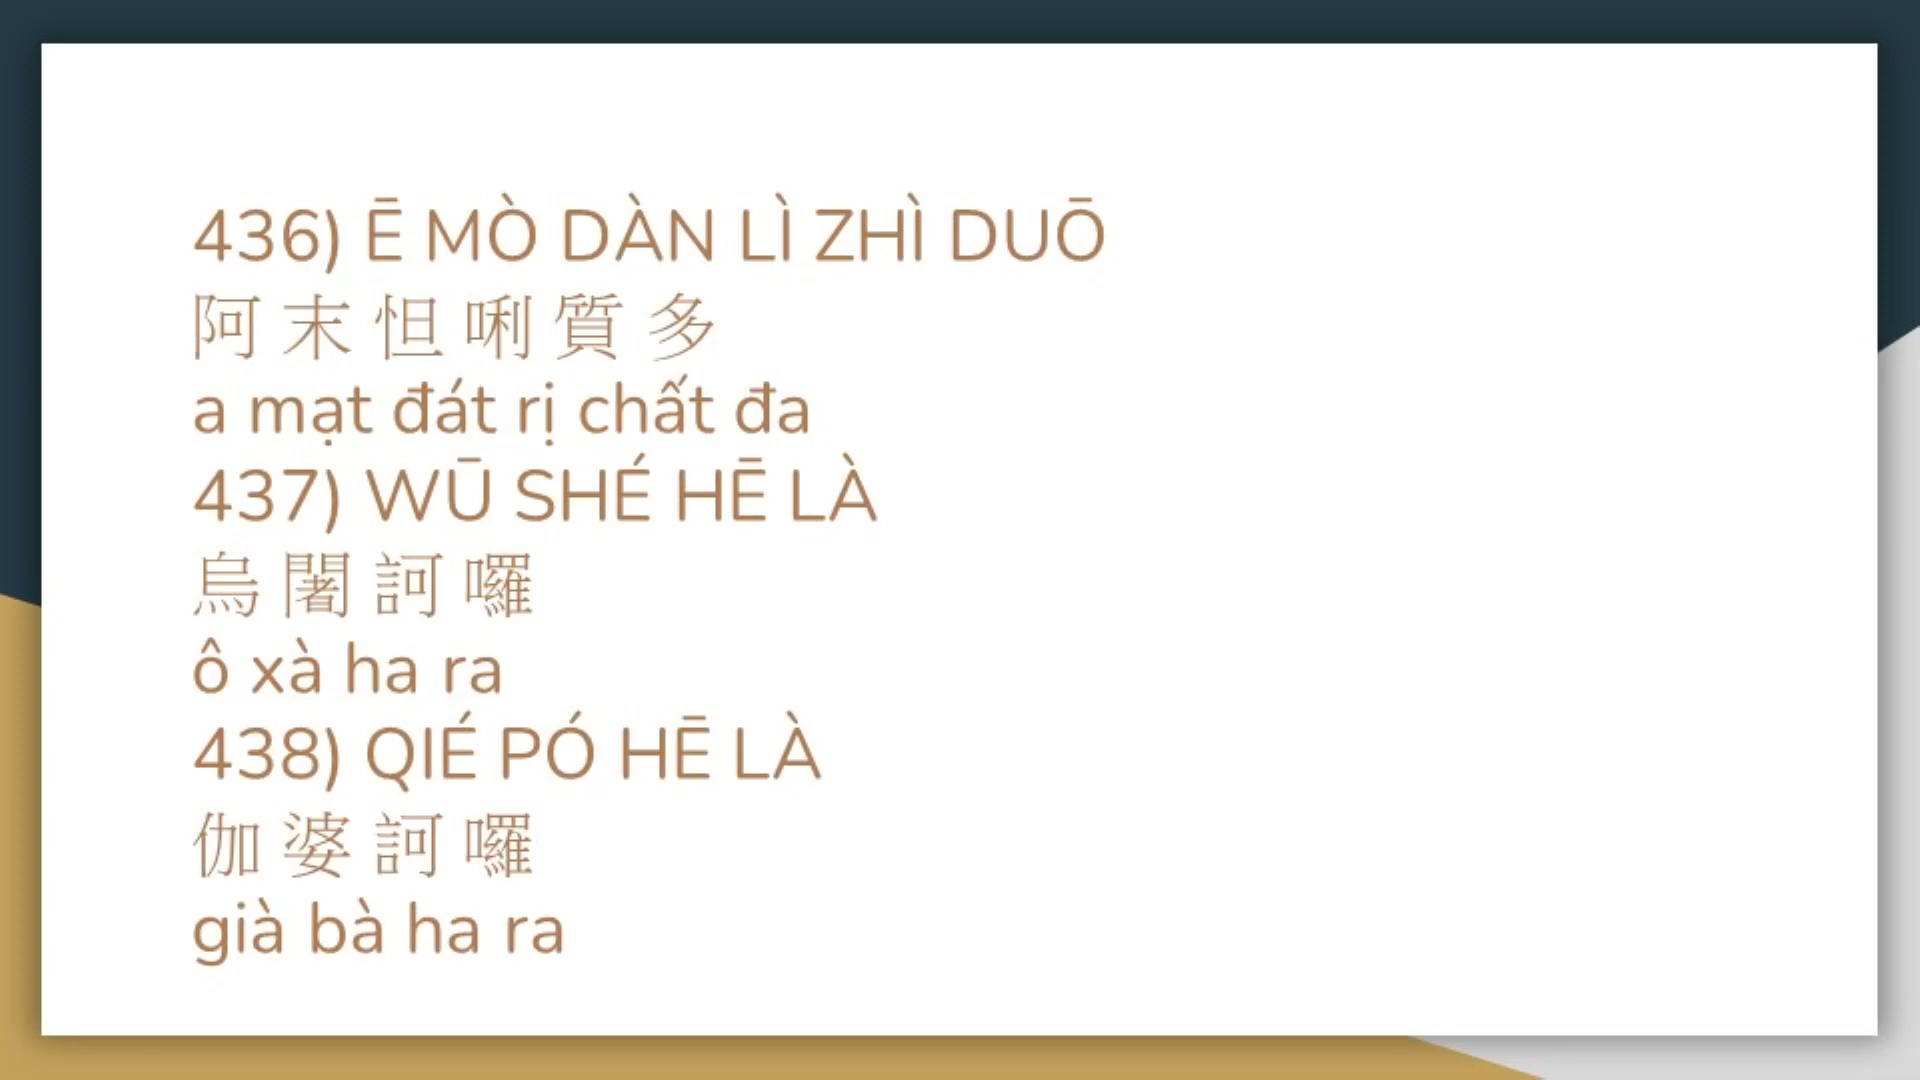 436) Ē MÒ DÀN LÌ ZHÌ DUŌ
阿 末 怛 唎 質 多
a mạt đát rị chất đa
437) WŪ SHÉ HĒ LÀ
烏 闍 訶 囉
ô xà ha ra
438) QIÉ PÓ HĒ LÀ
伽 婆 訶 囉
già bà ha ra